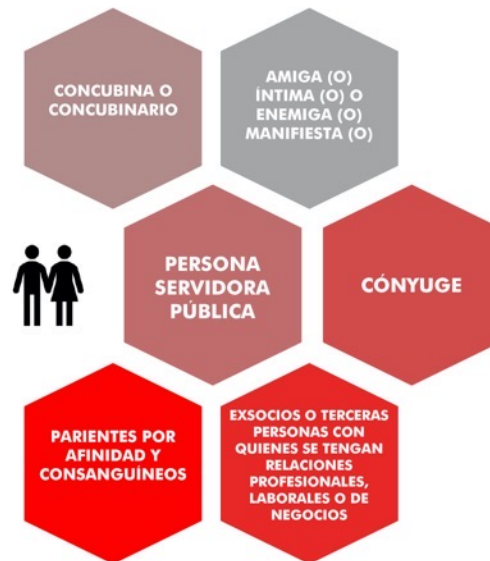 CONCUBINA O
CONCUBINARIO
AMIGA (O)
ÍNTIMA (O) O
ENEMIGA (O)
MANIFIESTA (O)
PERSONA
SERVIDORA
PÚBLICA
CÓNYUGE
PARIENTES POR
AFINIDAD Y
CONSANGUÍNEOS
EXSOCIOS O TERCERAS
PERSONAS CON
QUIENES SE TENGAN
RELACIONES
PROFESIONALES,
LABORALES O DE
NEGOCIOS